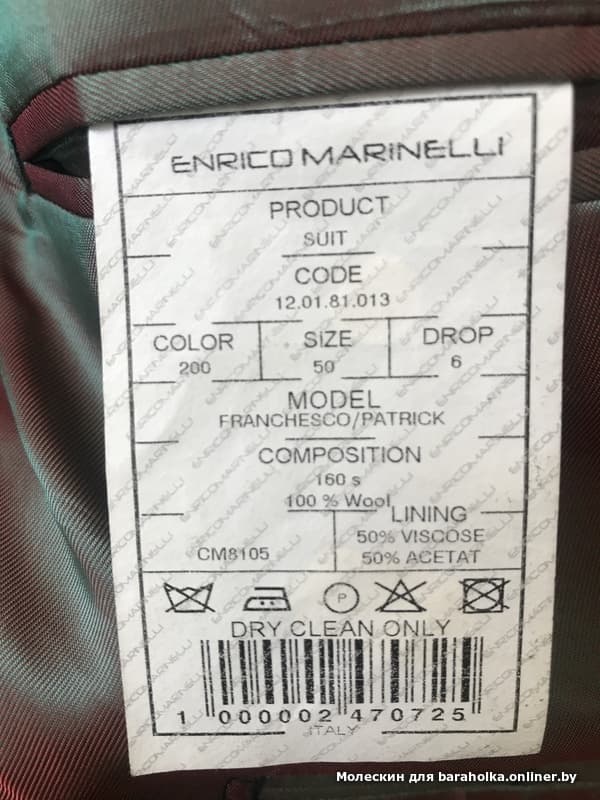 ENRICO MARINELLI
PRODUCT
SUIT
CODE
12.01.81.013
COLOR SIZE DROP
200 50 6
MODEL
FRANCHESCO/PATRICK
COMPOSITION
160 s
100 % Wool
LINING
50% VISCOSE
CM8105 50% ACETAT
P
DRY CLEAN ONLY
1 000002 470725
ITALY
Молескин для baraholka.onliner.by